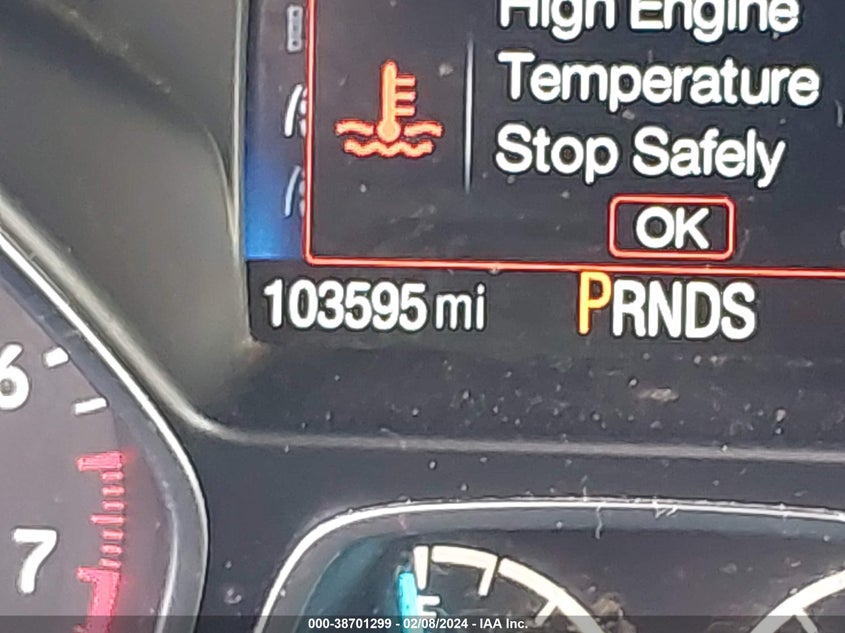 High Engine
Temperature
Stop Safely
OK
103595 mi
PRNDS
6
7
F
000-38701299 - 02/08/2024 - IAA Inc.